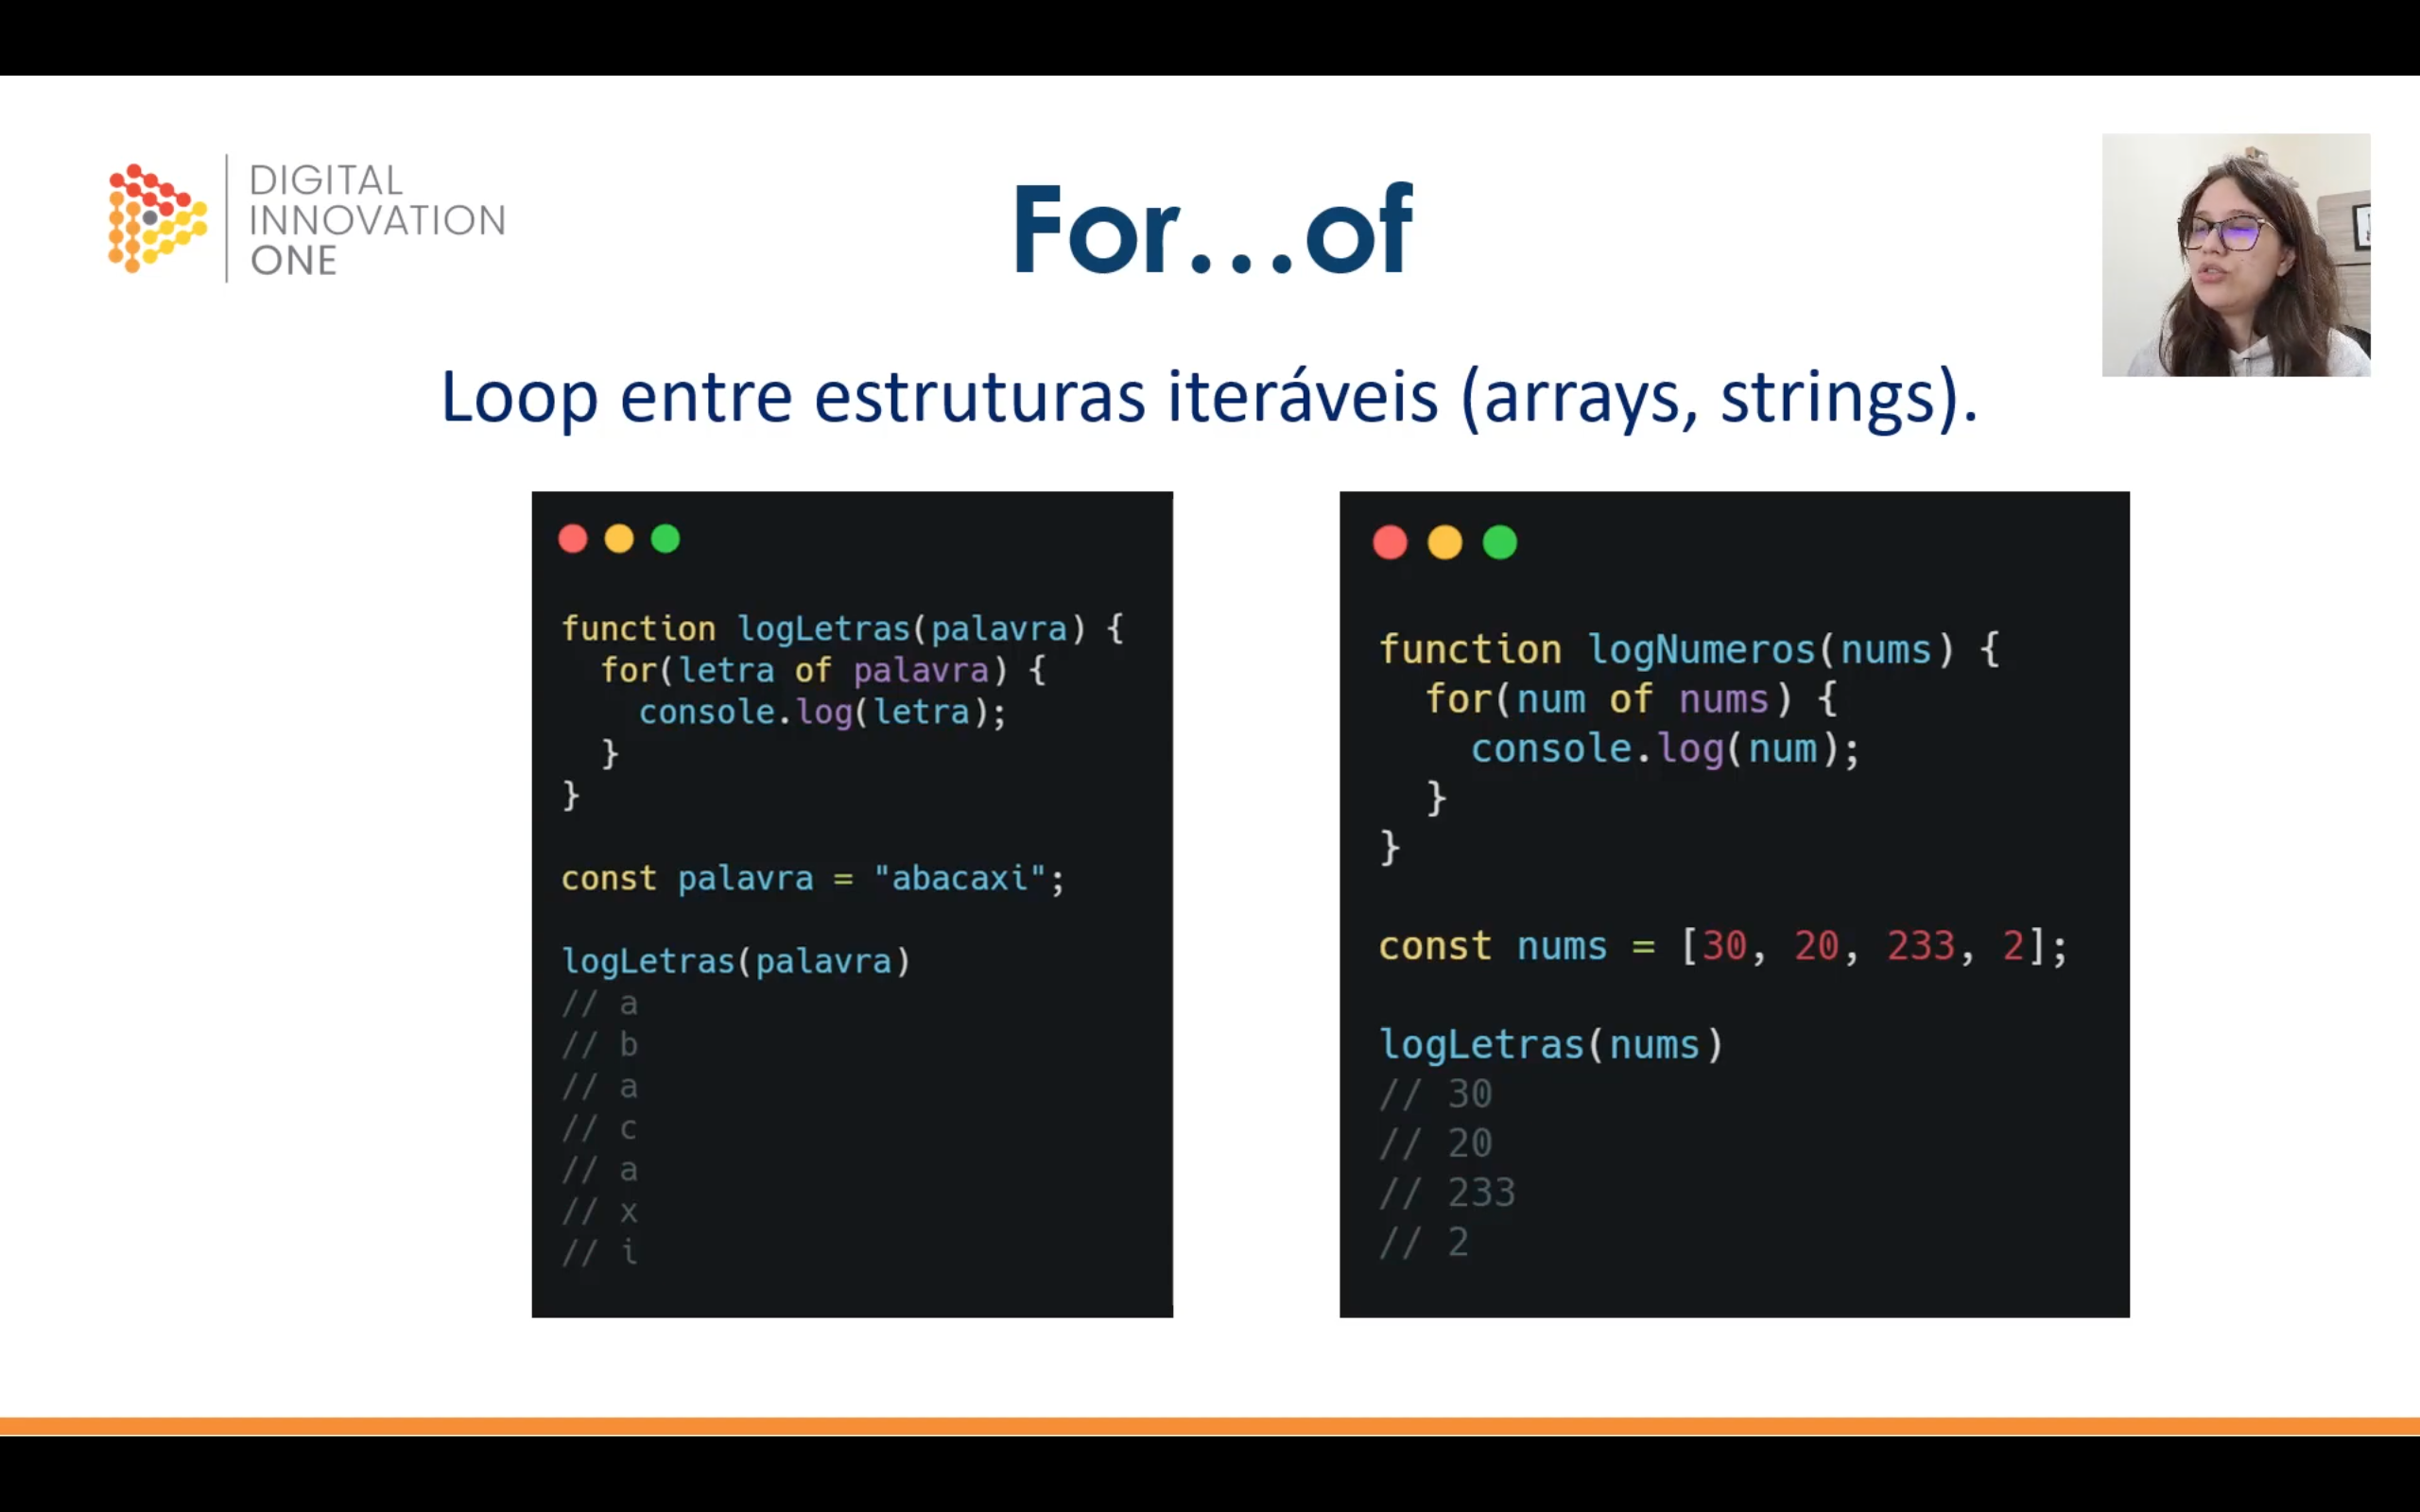 DIGITAL
INNOVATION
ONE
For...of
Loop entre estruturas iteráveis (arrays, strings).
function logLetras(palavra) {
  for(letra of palavra) {
    console.log(letra);
  }
}
const palavra = "abacaxi";
logLetras(palavra)
// a
// b
// a
// c
// a
// x
// i
function logNumeros(nums) {
  for(num of nums) {
    console.log(num);
  }
}
const nums = [30, 20, 233, 2];
logLetras(nums)
// 30
// 20
// 233
// 2